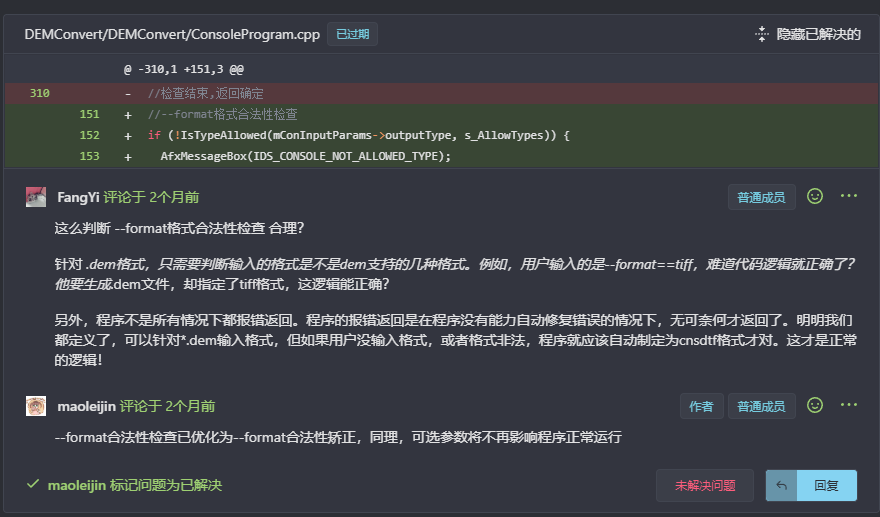 DEMConvert/DEMConvert/ConsoleProgram.cpp 已过期 隐藏已解决的
@ -310,1 +151,3 @@
310 - //检查结束,返回确定
151 + //--format格式合法性检查
152 + if (!IsTypeAllowed(mConInputParams->outputType, s_AllowTypes)) {
153 + AfxMessageBox(IDS_CONSOLE_NOT_ALLOWED_TYPE);
FangYi 评论于 2个月前 普通成员
这么判断 --format格式合法性检查 合理?
针对 .dem格式，只需要判断输入的格式是不是dem支持的几种格式。例如，用户输入的是--format==tiff，难道代码逻辑就正确了?
他要生成.dem文件，却指定了tiff格式，这逻辑能正确?
另外，程序不是所有情况下都报错返回。程序的报错返回是在程序没有能力自动修复错误的情况下，无可奈何才返回了。明明我们
都定义了，可以针对*.dem输入格式，但如果用户没输入格式，或者格式非法，程序就应该自动制定为cnsdtf格式才对。这才是正常
的逻辑!
maoleijin 评论于 2个月前 作者 普通成员
--format合法性检查已优化为--format合法性矫正，同理，可选参数将不再影响程序正常运行
maoleijin 标记问题为已解决 未解决问题 回复